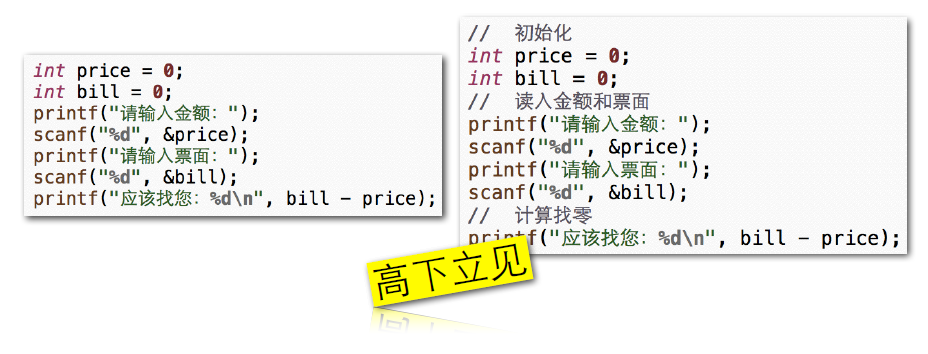 int price = 0;
int bill = 0;
printf("请输入金额：");
scanf("%d", &price);
printf("请输入票面：");
scanf("%d", &bill);
printf("应该找您：%d\n", bill - price);
//  初始化
int price = 0;
int bill = 0;
//  读入金额和票面
printf("请输入金额：");
scanf("%d", &price);
printf("请输入票面：");
scanf("%d", &bill);
//  计算找零
printf("应该找您：%d\n", bill - price);
高下立见